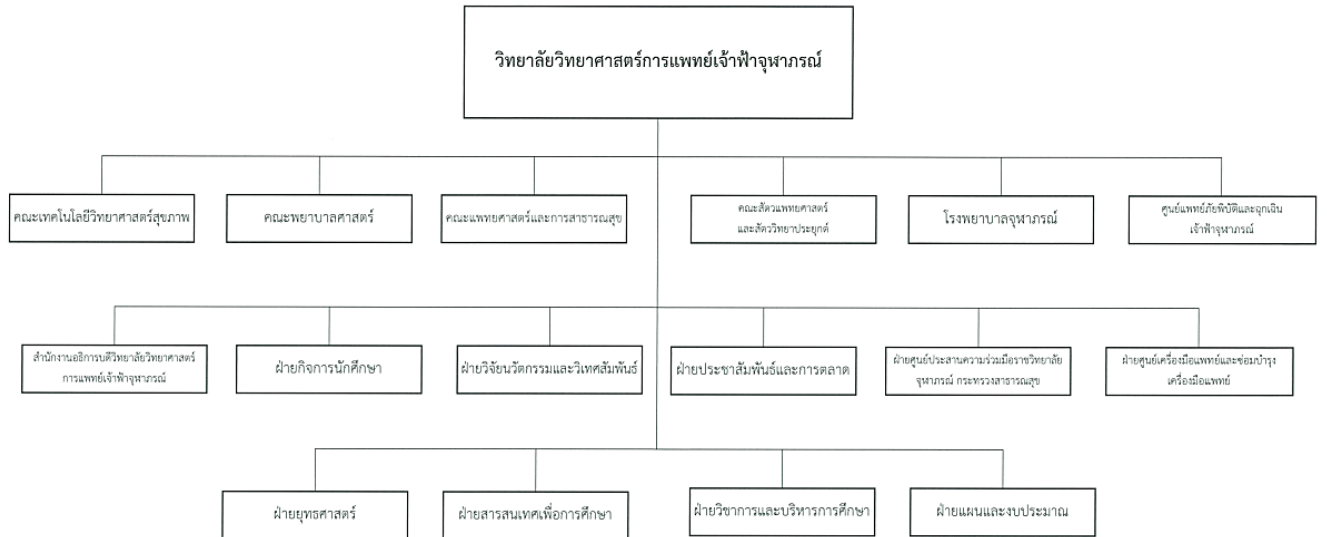 วิทยาลัยวิทยาศาสตร์การแพทย์เจ้าฟ้าจุฬาภรณ์
คณะเทคโนโลยีวิทยาศาสตร์สุขภาพ
คณะพยาบาลศาสตร์
คณะแพทยศาสตร์และการสาธารณสุข
คณะสัตวแพทยศาสตร์
และสัตววิทยาประยุกต์
โรงพยาบาลจุฬาภรณ์
ศูนย์แพทย์ภัยพิบัติและฉุกเฉิน
เจ้าฟ้าจุฬาภรณ์
สำนักงานอธิการบดีวิทยาลัยวิทยาศาสตร์
การแพทย์เจ้าฟ้าจุฬาภรณ์
ฝ่ายกิจการนักศึกษา
ฝ่ายวิจัยนวัตกรรมและวิเทศสัมพันธ์
ฝ่ายประชาสัมพันธ์และการตลาด
ฝ่ายศูนย์ประสานความร่วมมือราชวิทยาลัย
จุฬาภรณ์ กระทรวงสาธารณสุข
ฝ่ายศูนย์เครื่องมือแพทย์และซ่อมบำรุง
เครื่องมือแพทย์
ฝ่ายยุทธศาสตร์
ฝ่ายสารสนเทศเพื่อการศึกษา
ฝ่ายวิชาการและบริหารการศึกษา
ฝ่ายแผนและงบประมาณ